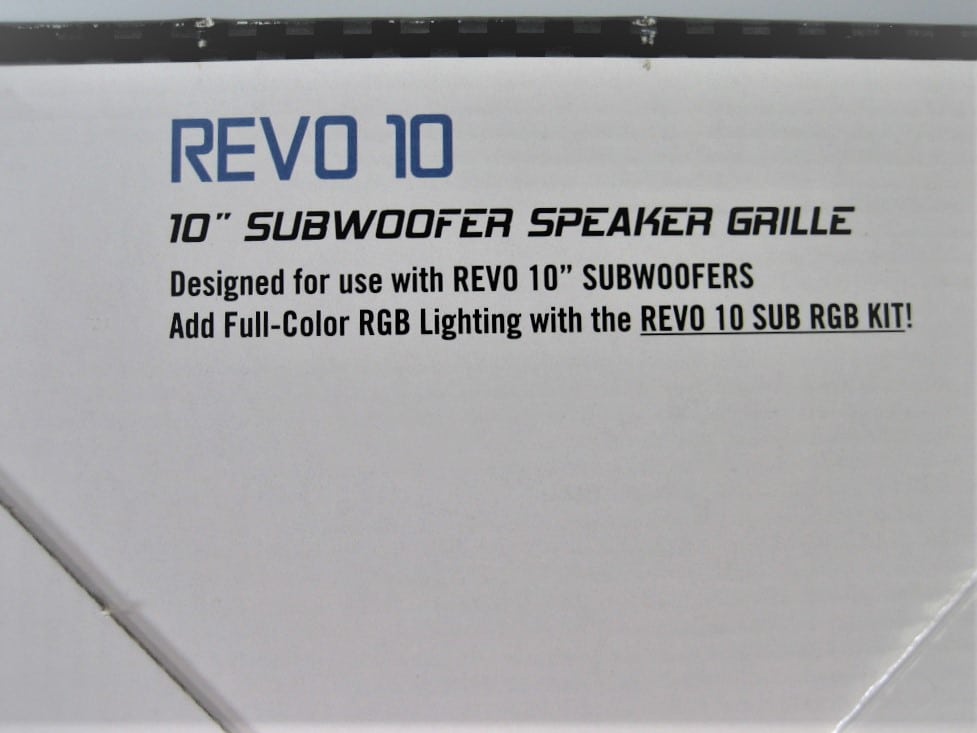 REVO 10
10" SUBWOOFER SPEAKER GRILLE
Designed for use with REVO 10” SUBWOOFERS
Add Full-Color RGB Lighting with the REVO 10 SUB RGB KIT!